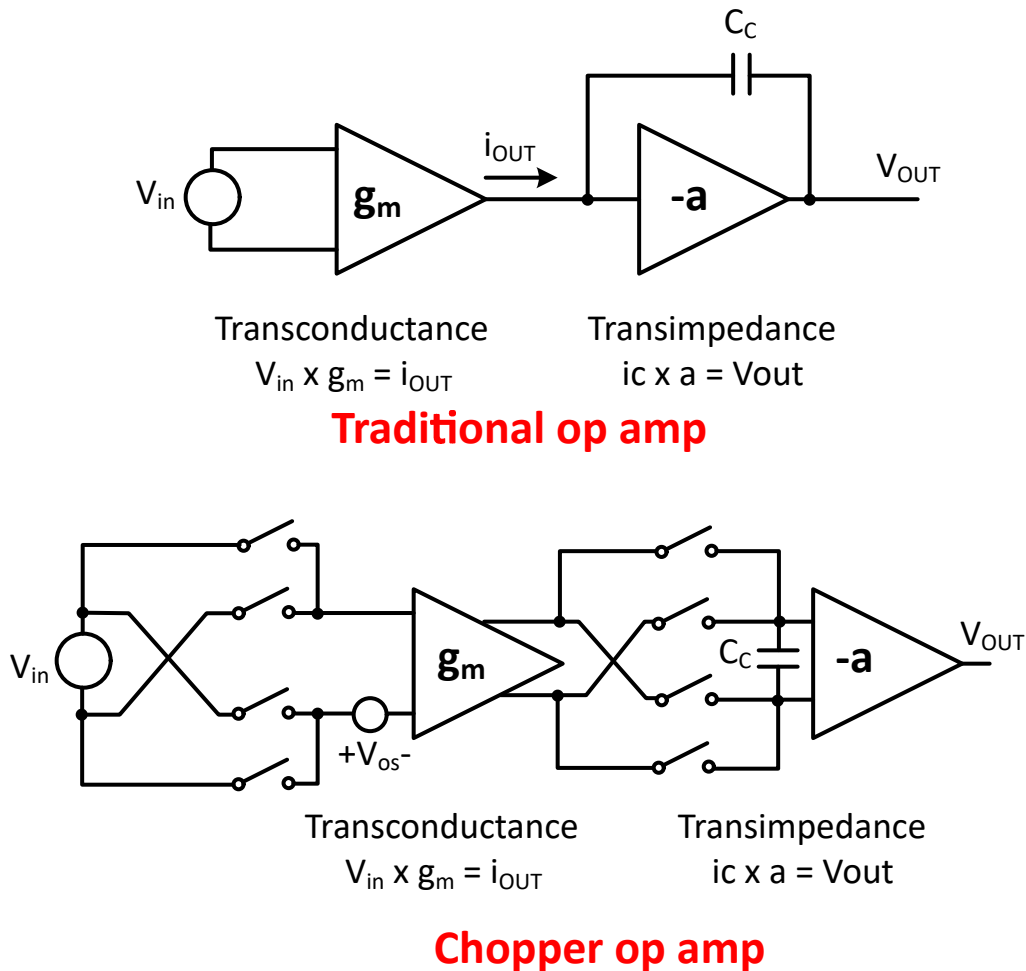 C_C
i_OUT
V_OUT
V_in
g_m
-a
Transconductance
V_in x g_m = i_OUT
Transimpedance
ic x a = Vout
Traditional op amp
V_in
g_m
C_C
-a
V_OUT
+V_os-
Transconductance
V_in x g_m = i_OUT
Transimpedance
ic x a = Vout
Chopper op amp